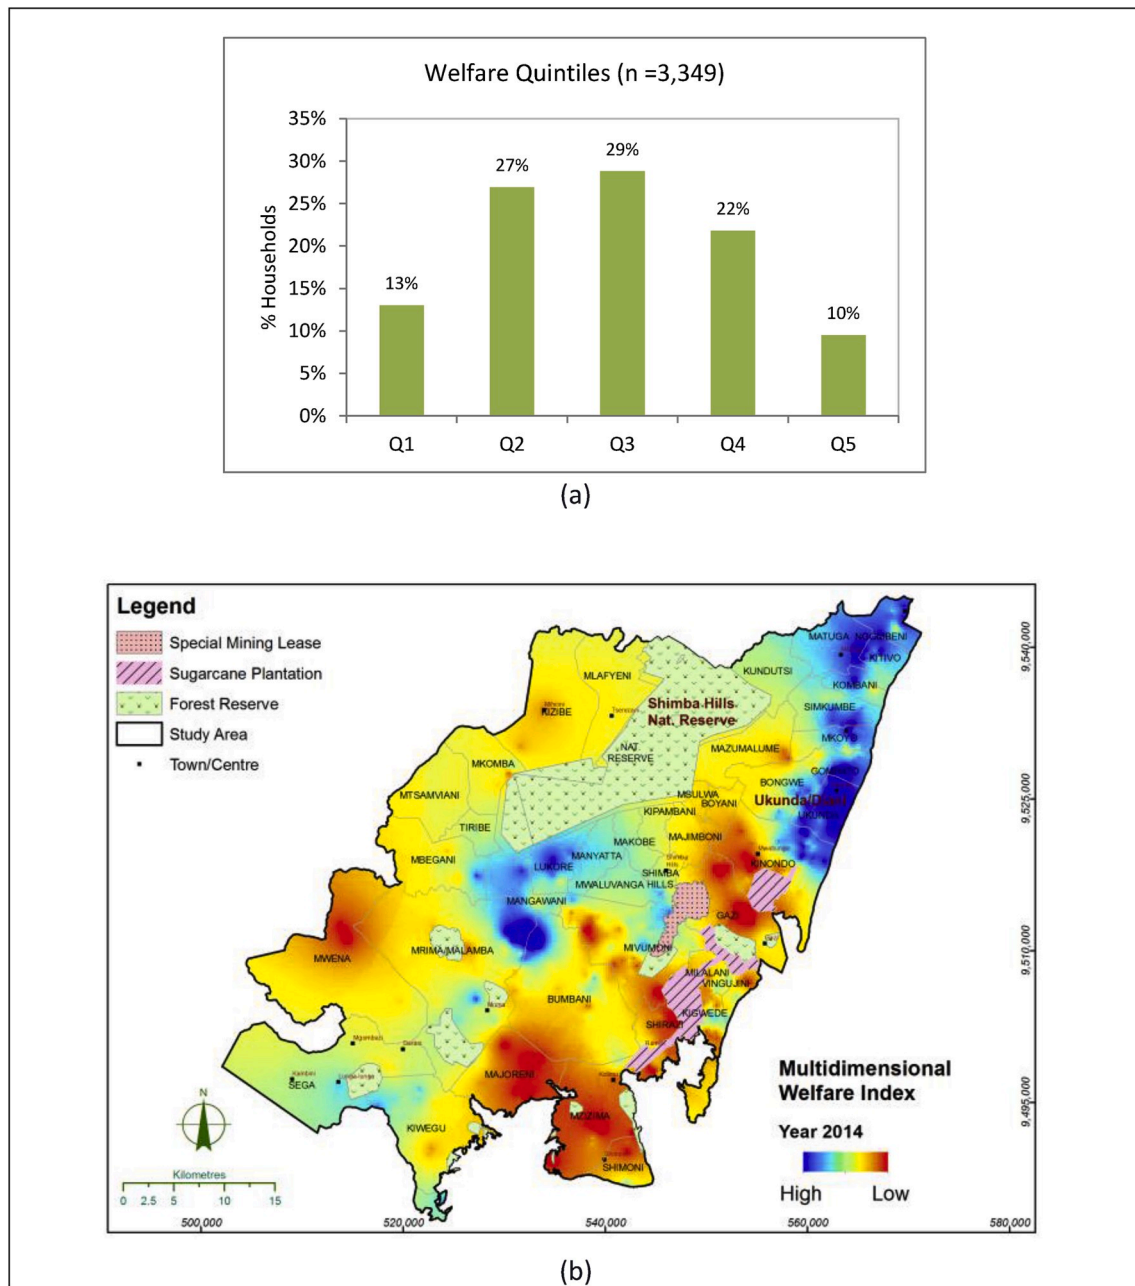 Welfare Quintiles (n =3,349)
% Households
35%
30%
25%
20%
15%
10%
5%
0%
13%
27%
29%
22%
10%
Q1 Q2 Q3 Q4 Q5
(a)
Legend
Special Mining Lease
Sugarcane Plantation
Forest Reserve
Study Area
Town/Centre
MATUGA
KITIVO
KOMBANI
KUNDUTSI
MLAFYENI
SIMKUMBE
Shimba Hills
Nat. Reserve
KIZIBE
MKOYO
NAT.
RESERVE
MAZUMALUME
MKOMBA
BONGWE
MTSAMVIANI
MSULWA
BOYANI
KIPAMBANI
TIRIBE
MAKOBE
MAJIMBONI
MBEGANI
MANYATTA
LUKORE
SHIMBA
HILLS
KINONDO
MWALUVANGA
MANGAWANI
GAZI
MWENA
MRIMA/MALAMBA
MIVUMONI
MILALANI
VINGUJINI
BUMBANI
KIGWEDE
SHIRAZI
MAJORENI
SEGA
MZIZIMA
KIWEGU
SHIMONI
N
Kilometres
0 2.5 5 10 15
Multidimensional
Welfare Index
Year 2014
High Low
9,540,000
9,525,000
9,510,000
9,495,000
500,000 520,000 540,000 560,000 580,000
(b)